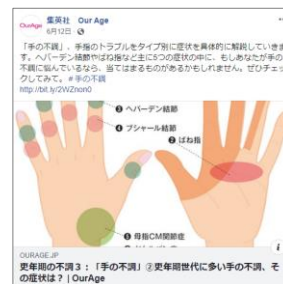 集英社 Our Age
6月12日
「手の不調」、手指のトラブルをタイプ別に症状を具体的に解説していきま
す。ヘバーデン結節やばね指など主に5つの症状の中に、もしあなたが手の
不調に悩んでいるなら、当てはまるものがあるかもしれません。ぜひチェッ
クしてみて。#手の不調
http://bit.ly/2WZnon0
❸ ヘバーデン結節
❹ ブシャール結節
❷ ばね指
❺ 母指CM関節症
OURAGE.JP
更年期の不調3：「手の不調」②更年期世代に多い手の不調、そ
の症状は？ | OurAge